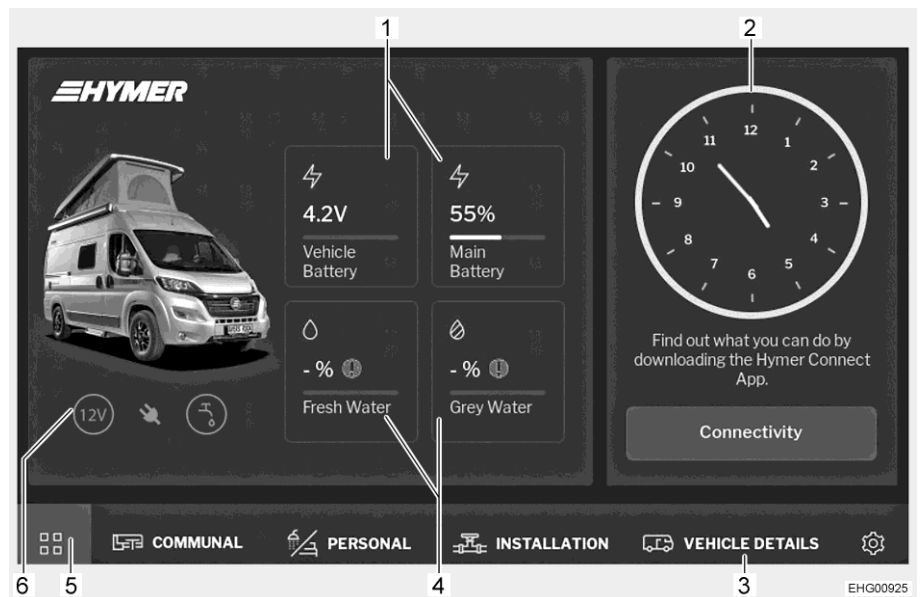 1
2
HYMER
4.2V
Vehicle
Battery
55%
Main
Battery
- %
Fresh Water
- %
Grey Water
12V
12
1
2
3
4
5
6
7
8
9
10
11
Find out what you can do by
downloading the Hymer Connect
App.
Connectivity
COMMUNAL
PERSONAL
INSTALLATION
VEHICLE DETAILS
6
5
4
3
EHG00925